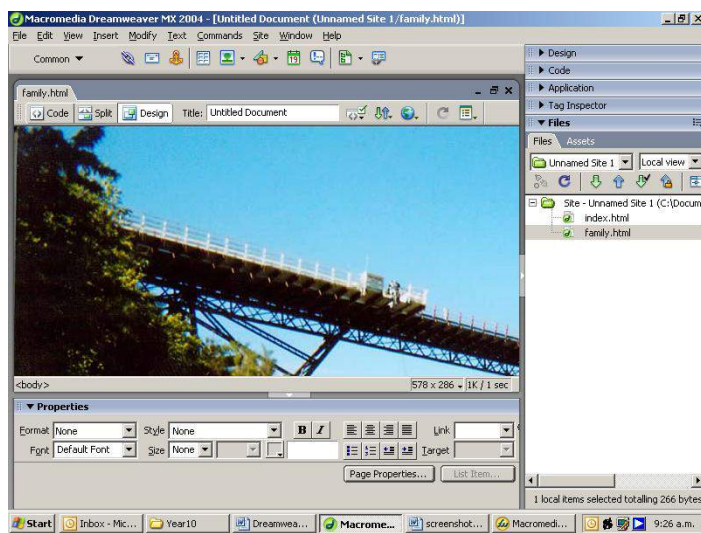 Macromedia Dreamweaver MX 2004 - [Untitled Document (Unnamed Site 1/family.html)]
File Edit View Insert Modify Text Commands Site Window Help
Common
family.html
Code Split Design Title: Untitled Document
<body> 578 x 286 1K / 1 sec
Properties
Format None Style None B I Link
Font Default Font Size None Target
Page Properties... List Item...
Design
Code
Application
Tag Inspector
Files
Files Assets
Unnamed Site 1 Local view
Site - Unnamed Site 1 (C:\Docum
index.html
family.html
1 local items selected totalling 266 bytes
Start Inbox - Mic... Year10 Dreamwea... Macrome... screenshot... Macromedi... 9:26 a.m.